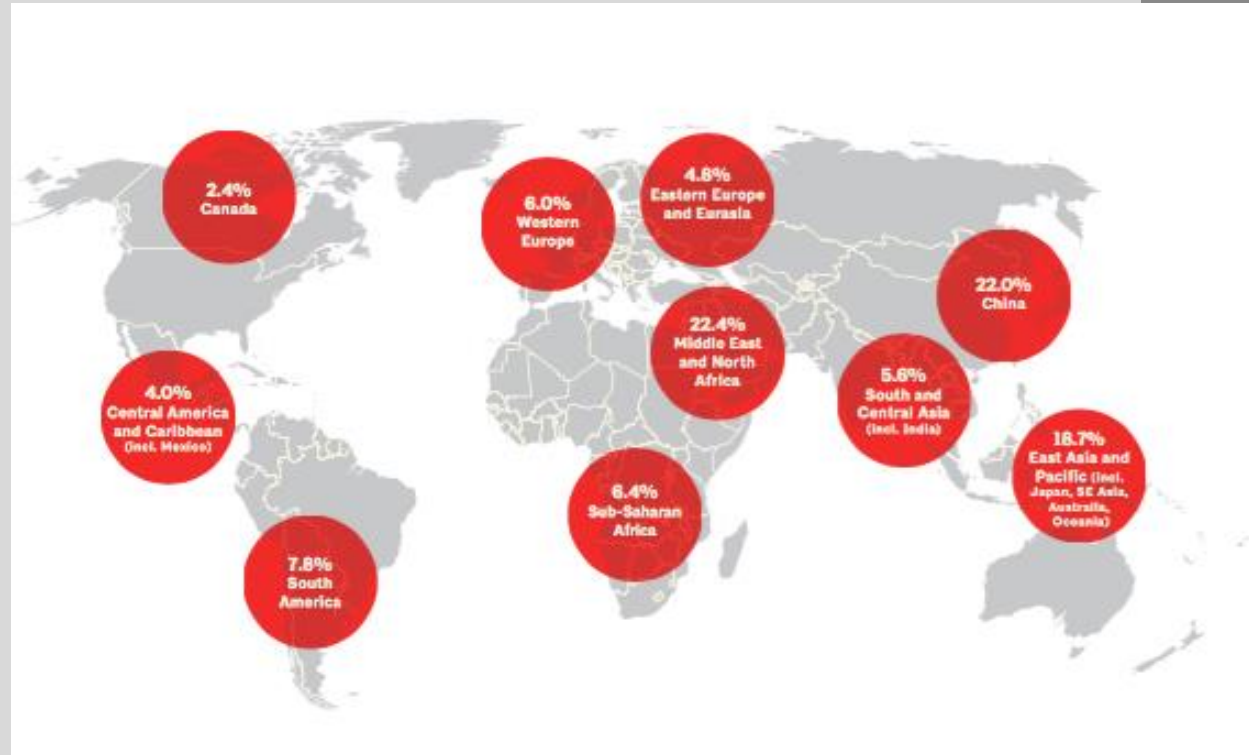 2.4%
Canada
6.0%
Western
Europe
4.8%
Eastern Europe
and Eurasia
22.0%
China
22.4%
Middle East
and North
Africa
4.0%
Central America
and Caribbean
(incl. Mexico)
5.6%
South and
Central Asia
(incl. India)
18.7%
East Asia and
Pacific (incl.
Japan, SE Asia,
Australia,
Oceania)
6.4%
Sub-Saharan
Africa
7.8%
South
America